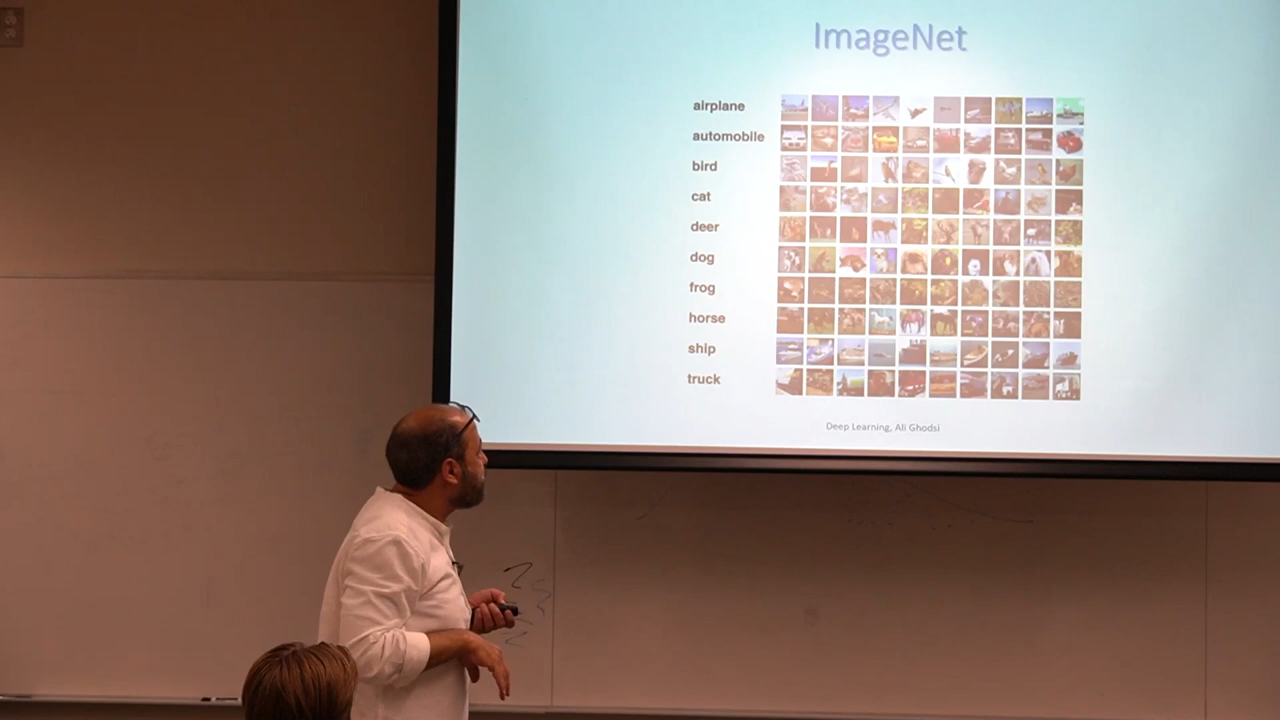 ImageNet
airplane
automobile
bird
cat
deer
dog
frog
horse
ship
truck
Deep Learning, Ali Ghodsi